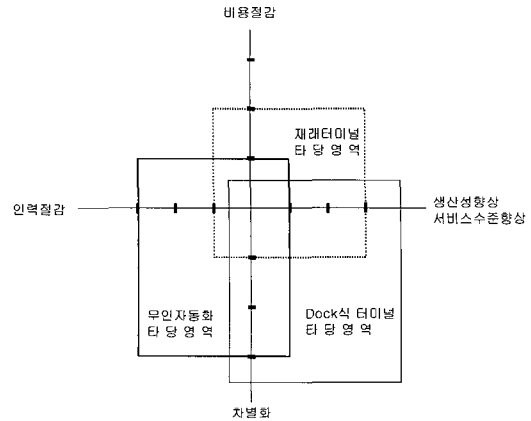 비용절감
재래터미널
타 당 영 역
인력절감
생산성향상
서비스수준향상
무인자동화
타 당 영 역
Dock식 터미널
타 당 영 역
차별화